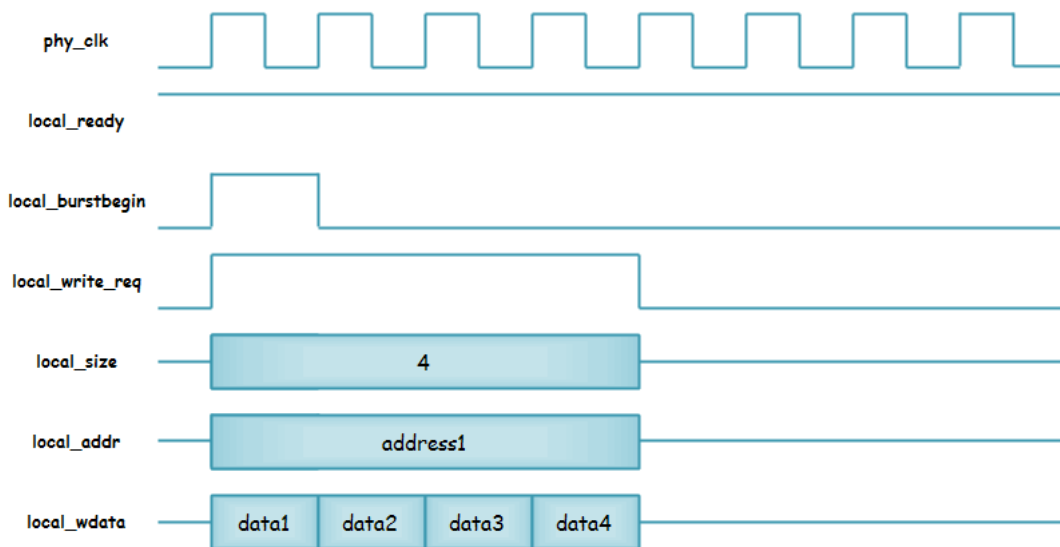 phy_clk
local_ready
local_burstbegin
local_write_req
local_size
4
local_addr
address1
local_wdata
data1 data2 data3 data4